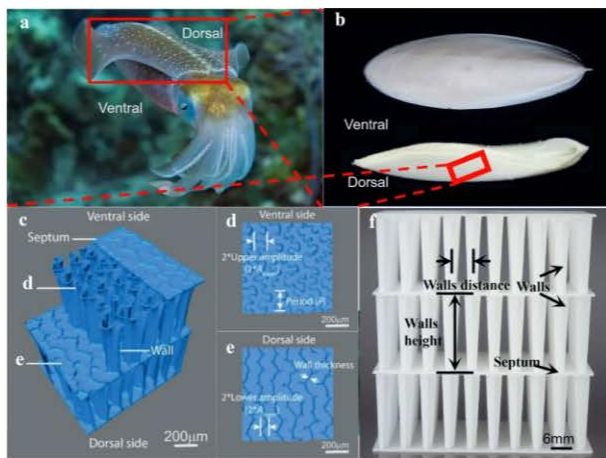 a
Dorsal
Ventral
b
Ventral
Dorsal
c
Ventral side
Septum
d
e
Wall
Dorsal side
200μm
d
Ventral side
2*Upper amplitude
Period (P)
200μm
e
Dorsal side
Wall thickness
2*Lower amplitude
200μm
f
Walls distance
Walls
Walls
height
Septum
6mm